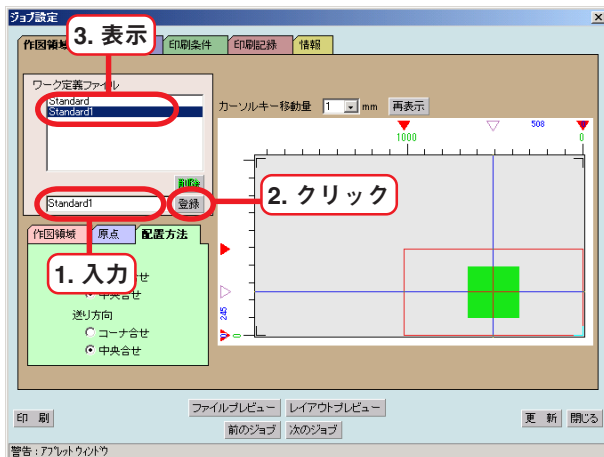 ジョブ設定
作図領域
3. 表示
印刷条件
印刷記録
情報
ワーク定義ファイル
Standard
Standard1
カーソルキー移動量
1
mm
再表示
1000
508
0
削除
Standard1
登録
2. クリック
作図領域
原点
配置方法
1. 入力
中央合せ
送り方向
コーナ合せ
中央合せ
245
0
ファイルプレビュー
レイアウトプレビュー
印 刷
前のジョブ
次のジョブ
更 新
閉じる
警告 : アプレット ウィンドウ